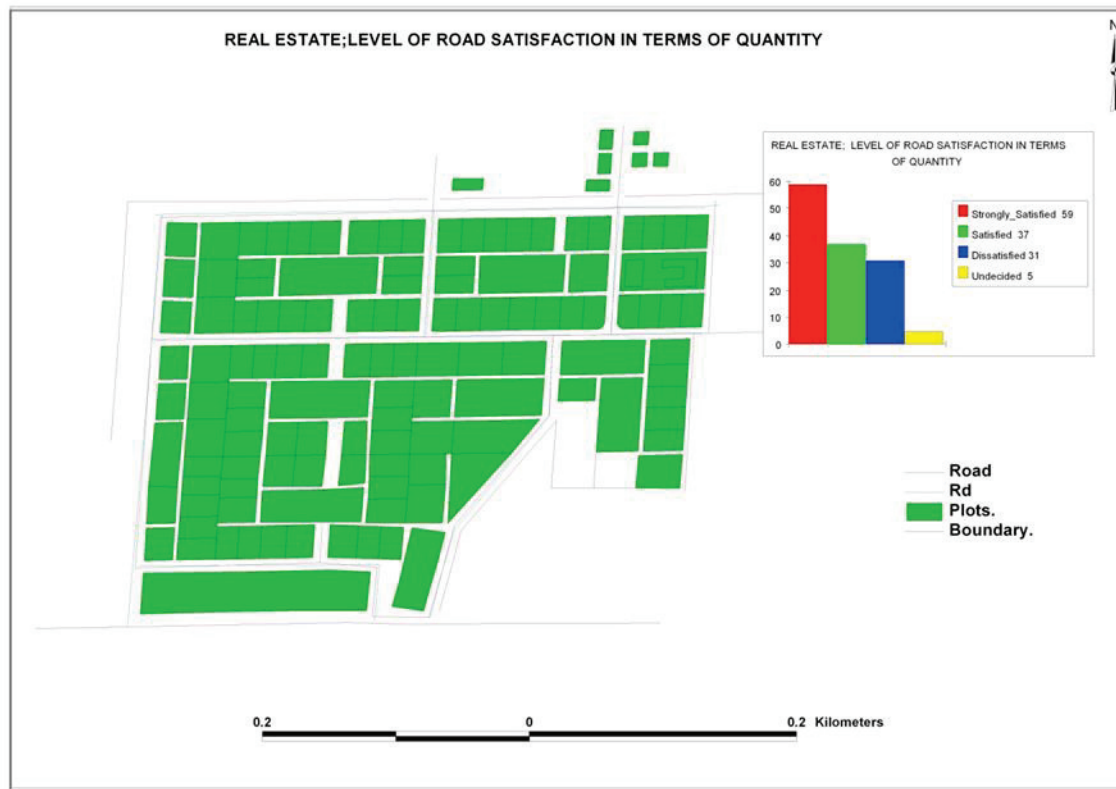 REAL ESTATE;LEVEL OF ROAD SATISFACTION IN TERMS OF QUANTITY
N
REAL ESTATE; LEVEL OF ROAD SATISFACTION IN TERMS
OF QUANTITY
60
50
40
30
20
10
0
Strongly_Satisfied 59
Satisfied 37
Dissatisfied 31
Undecided 5
Road
Rd
Plots.
Boundary.
0.2 0 0.2 Kilometers